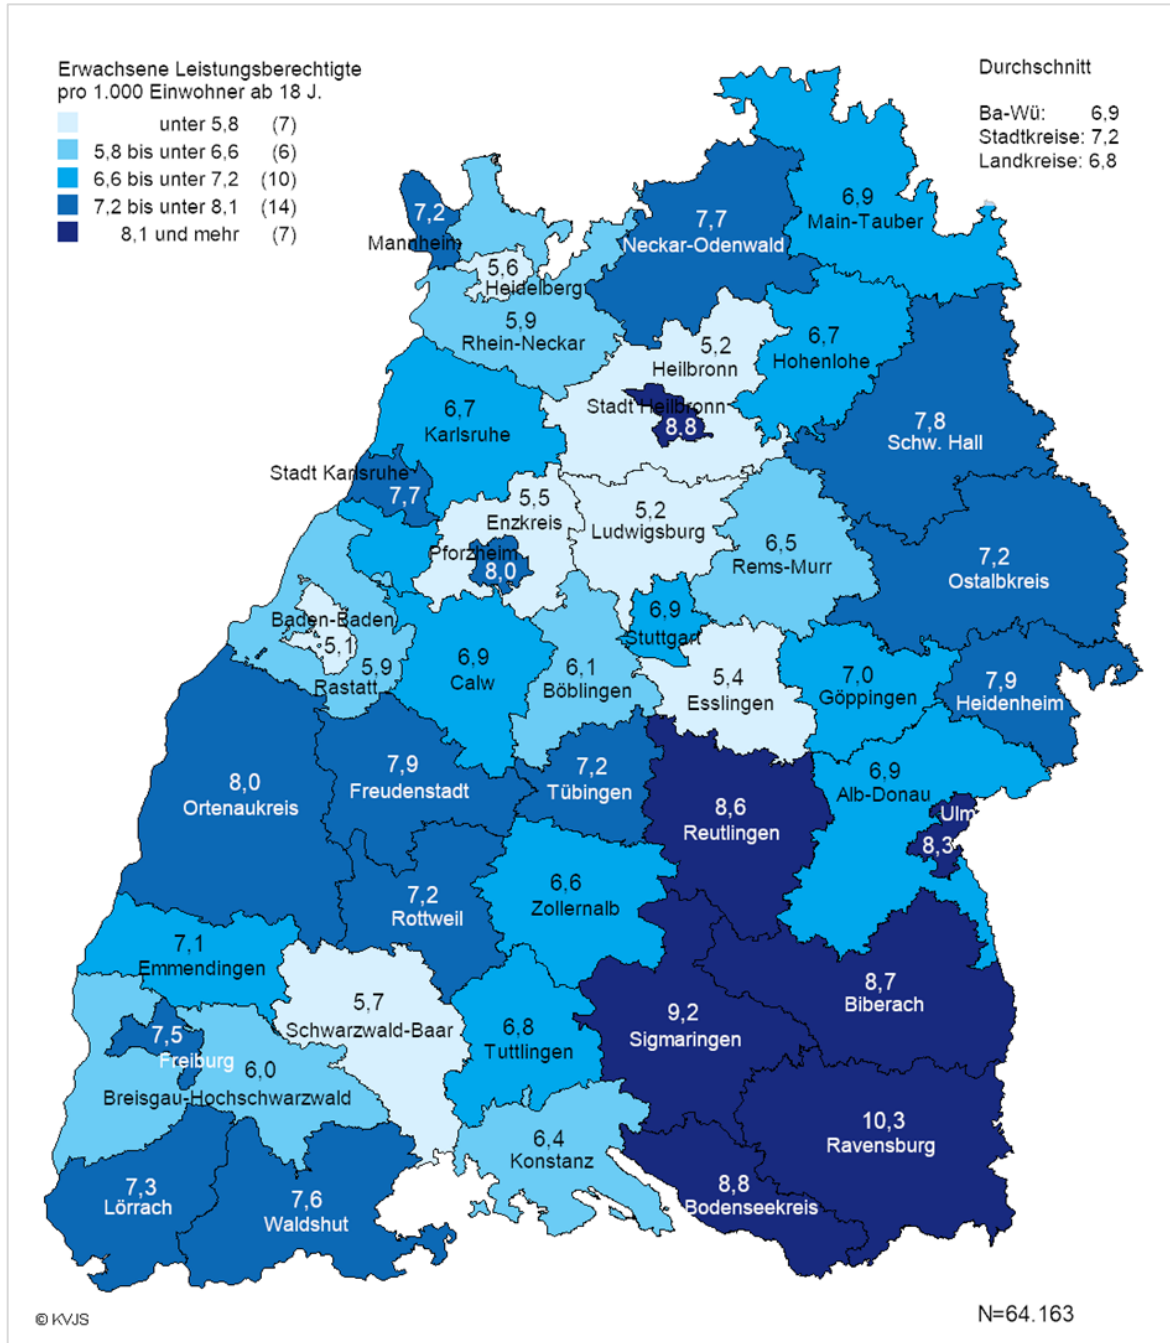 Erwachsene Leistungsberechtigte
pro 1.000 Einwohner ab 18 J.
unter 5,8 (7)
5,8 bis unter 6,6 (6)
6,6 bis unter 7,2 (10)
7,2 bis unter 8,1 (14)
8,1 und mehr (7)
Durchschnitt
Ba-Wü: 6,9
Stadtkreise: 7,2
Landkreise: 6,8
6,9
Main-Tauber
7,2
Mannheim
7,7
Neckar-Odenwald
5,6
Heidelberg
5,9
Rhein-Neckar
5,2
Heilbronn
6,7
Hohenlohe
Stadt Heilbronn
8,8
6,7
Karlsruhe
7,8
Schw. Hall
Stadt Karlsruhe
7,7
5,5
Enzkreis
5,2
Ludwigsburg
6,5
Rems-Murr
Pforzheim
8,0
7,2
Ostalbkreis
Baden-Baden
5,1
5,9
Rastatt
6,9
Calw
6,1
Böblingen
6,9
Stuttgart
5,4
Esslingen
7,0
Göppingen
7,9
Heidenheim
8,0
Ortenaukreis
7,9
Freudenstadt
7,2
Tübingen
8,6
Reutlingen
6,9
Alb-Donau
Ulm
8,3
7,2
Rottweil
6,6
Zollernalb
7,1
Emmendingen
5,7
Schwarzwald-Baar
6,8
Tuttlingen
9,2
Sigmaringen
8,7
Biberach
7,5
Freiburg
6,0
Breisgau-Hochschwarzwald
6,4
Konstanz
10,3
Ravensburg
7,3
Lörrach
7,6
Waldshut
8,8
Bodenseekreis
© KVJS
N=64.163